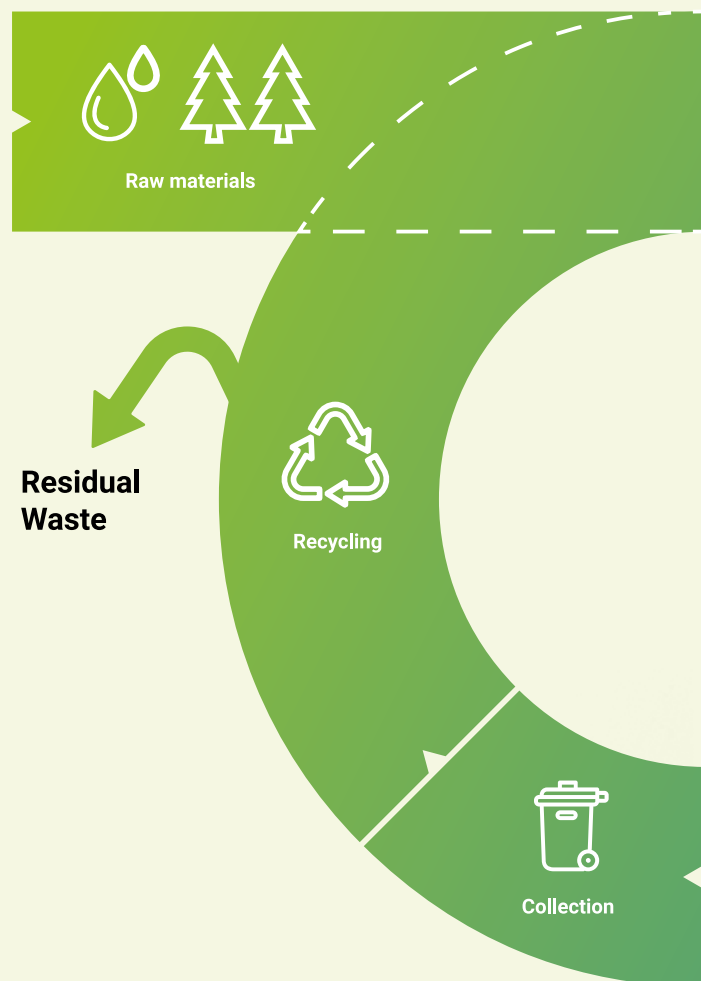 Raw materials
Residual
Waste
Recycling
Collection